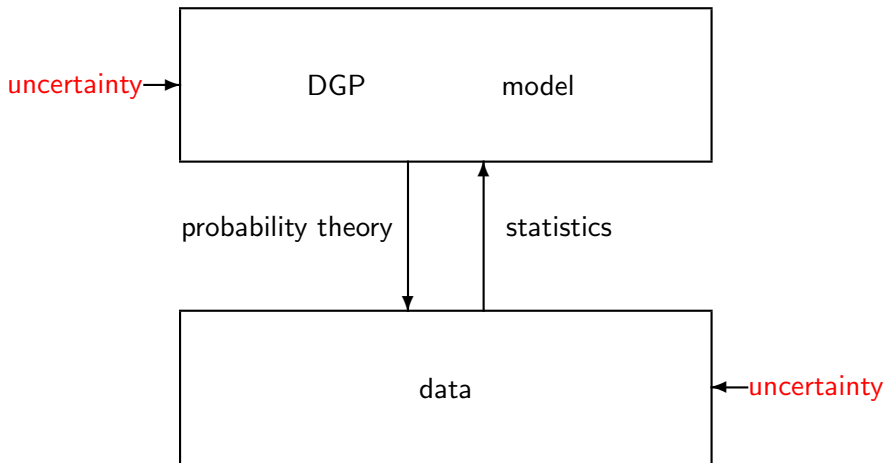 uncertainty
DGP
model
probability theory
statistics
data
uncertainty